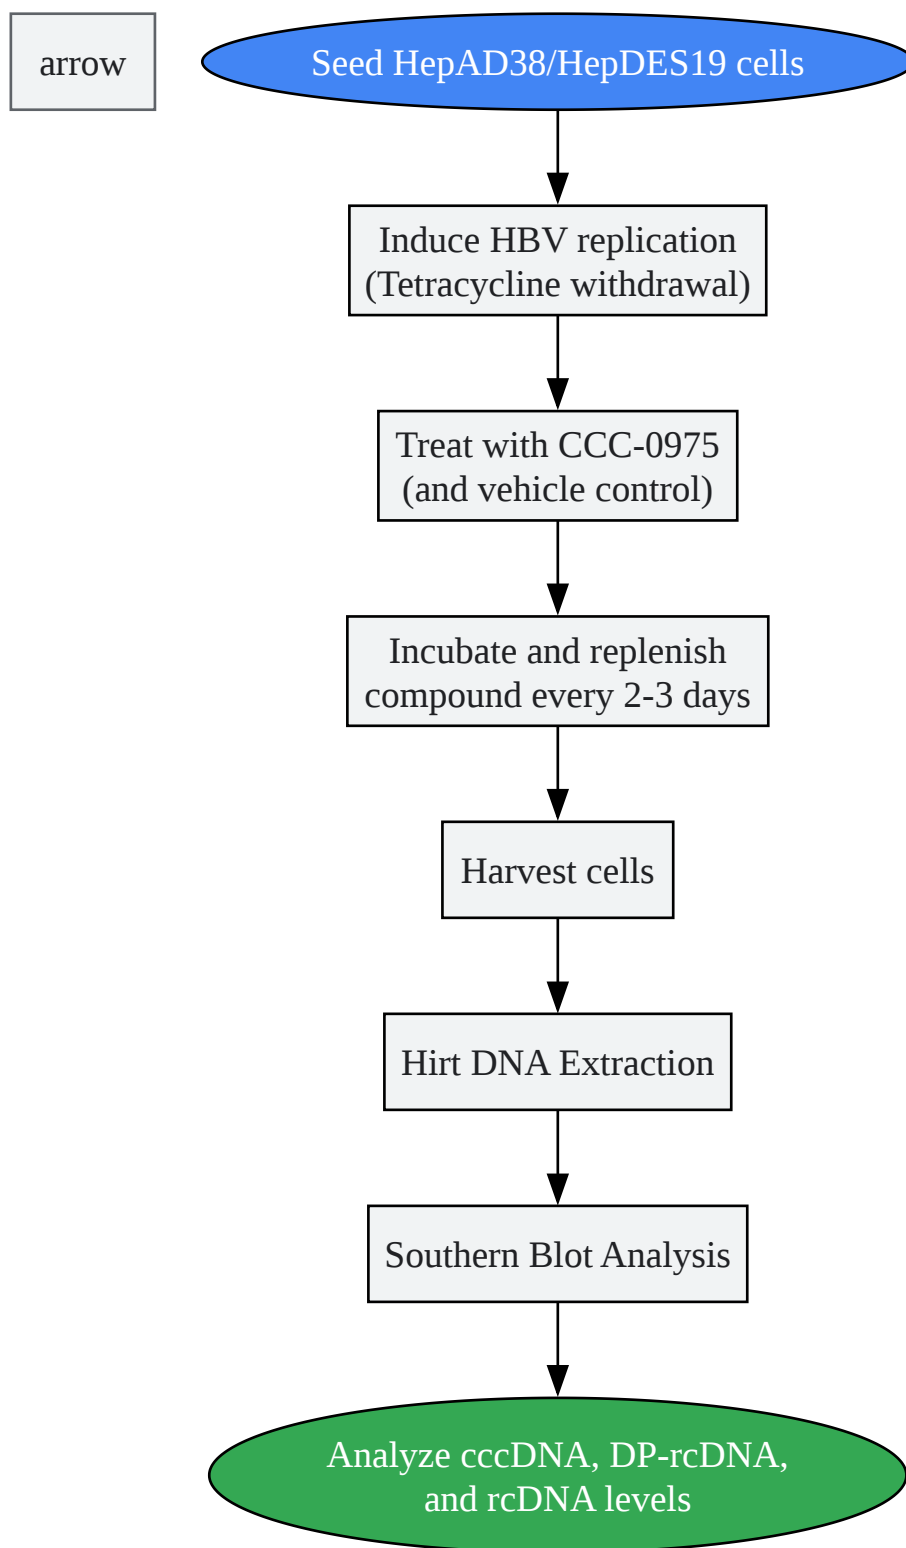 arrow
Seed HepAD38/HepDES19 cells
Induce HBV replication
(Tetracycline withdrawal)
Treat with CCC-0975
(and vehicle control)
Incubate and replenish
compound every 2-3 days
Harvest cells
Hirt DNA Extraction
Southern Blot Analysis
Analyze cccDNA, DP-rcDNA,
and rcDNA levels